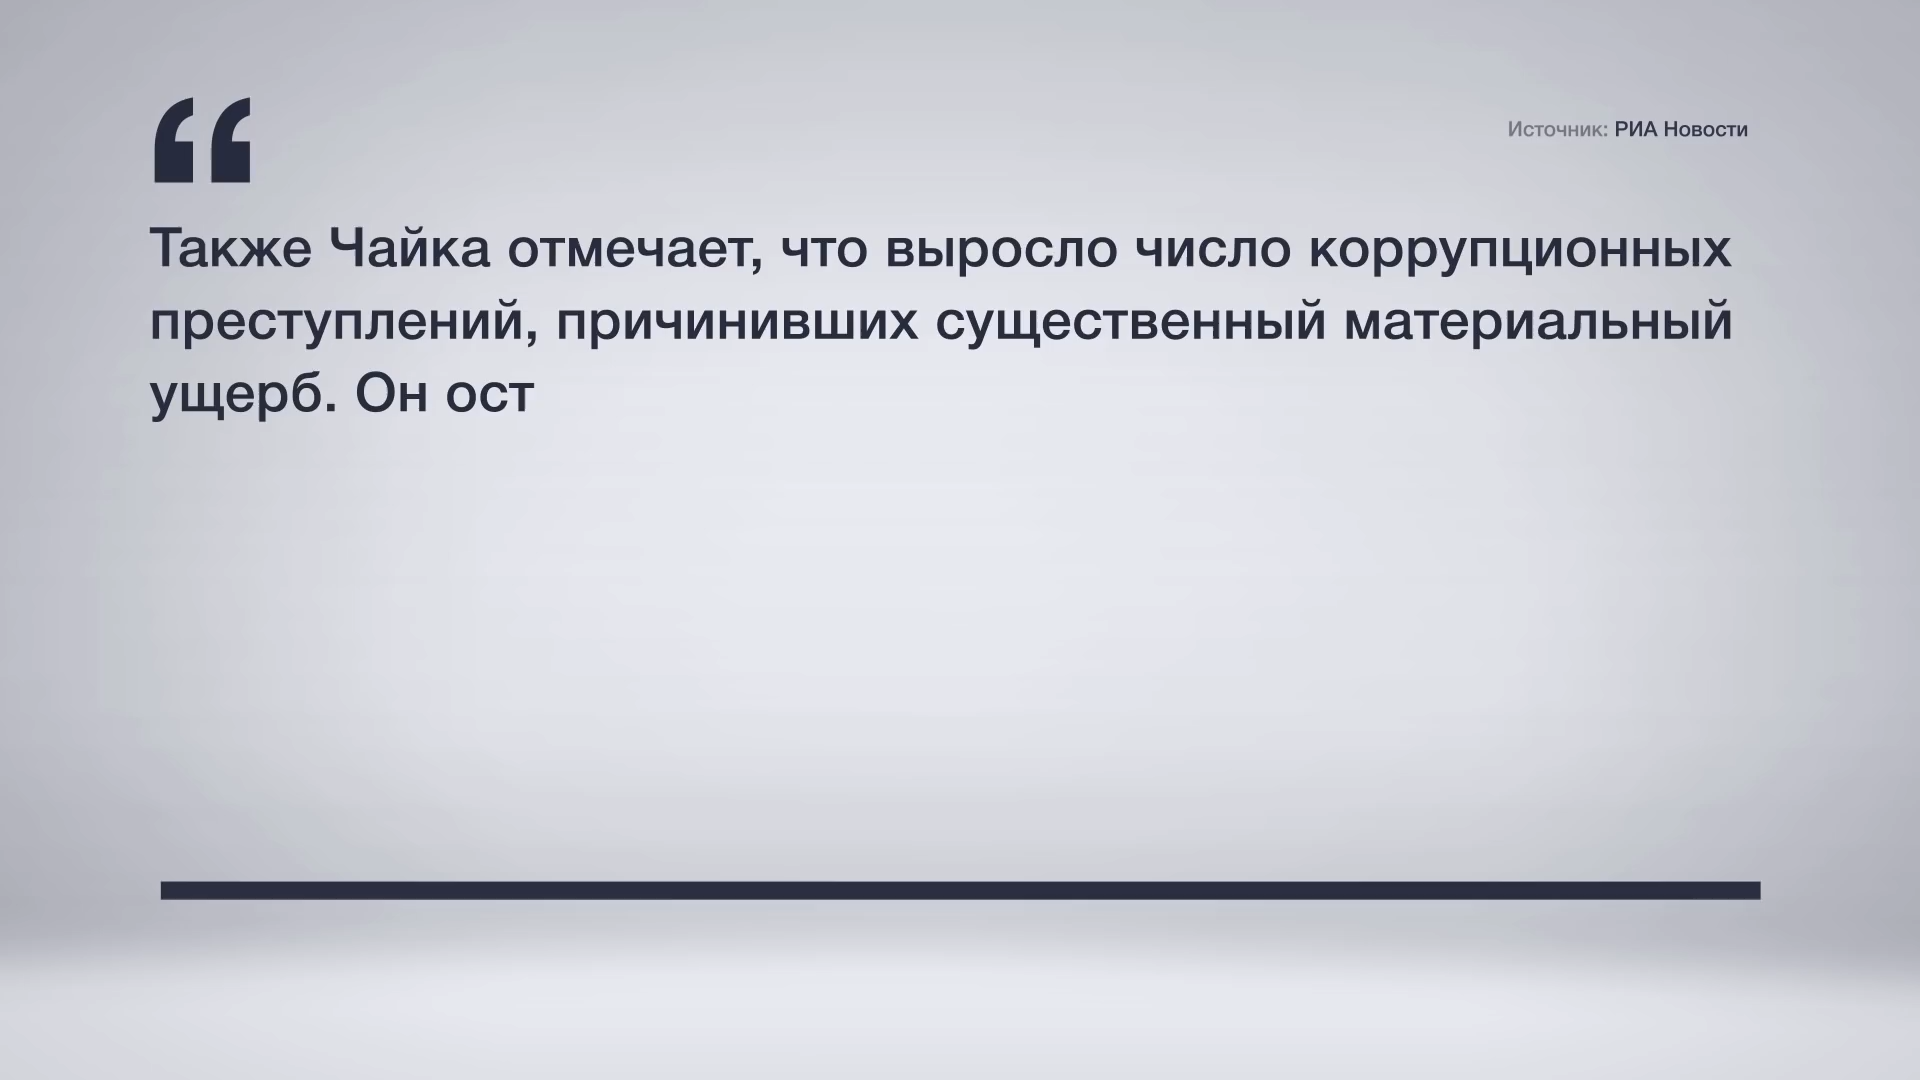 Источник: РИА Новости
“
Также Чайка отмечает, что выросло число коррупционных
преступлений, причинивших существенный материальный
ущерб. Он ост